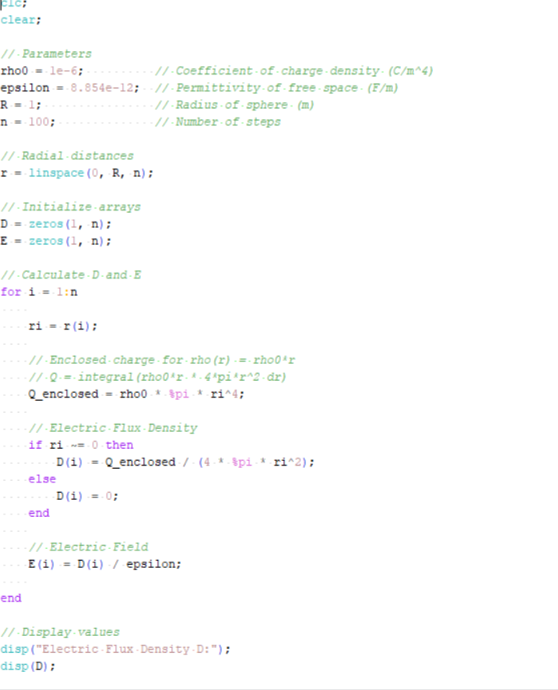 clc;
clear;
// Parameters
rho0 = 1e-6; // Coefficient of charge density (C/m^4)
epsilon = 8.854e-12; // Permittivity of free space (F/m)
R = 1; // Radius of sphere (m)
n = 100; // Number of steps
// Radial distances
r = linspace(0, R, n);
// Initialize arrays
D = zeros(1, n);
E = zeros(1, n);
// Calculate D and E
for i = 1:n
ri = r(i);
// Enclosed charge for rho(r) = rho0*r
// Q = integral(rho0*r * 4*pi*r^2 dr)
Q_enclosed = rho0 * %pi * ri^4;
// Electric Flux Density
if ri ~= 0 then
D(i) = Q_enclosed / (4 * %pi * ri^2);
else
D(i) = 0;
end
// Electric Field
E(i) = D(i) / epsilon;
end
// Display values
disp("Electric Flux Density D:");
disp(D);